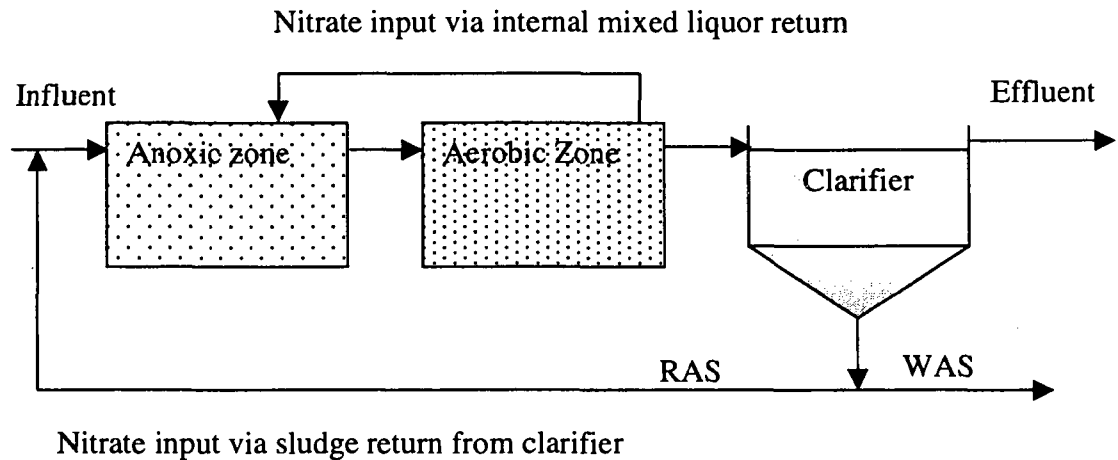 Nitrate input via internal mixed liquor return
Influent
Effluent
Anoxic zone
Aerobic Zone
Clarifier
RAS
WAS
Nitrate input via sludge return from clarifier